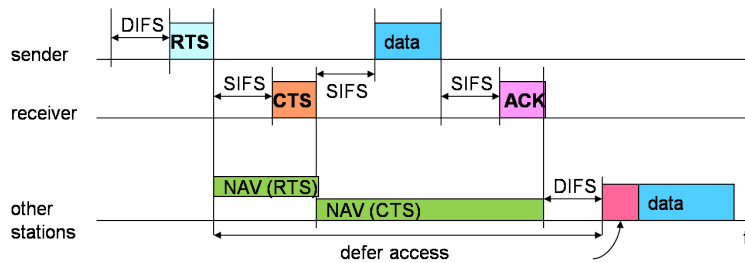 DIFS
RTS
data
sender
SIFS
SIFS
SIFS
CTS
ACK
receiver
NAV (RTS)
DIFS
NAV (CTS)
data
other
stations
defer access
t